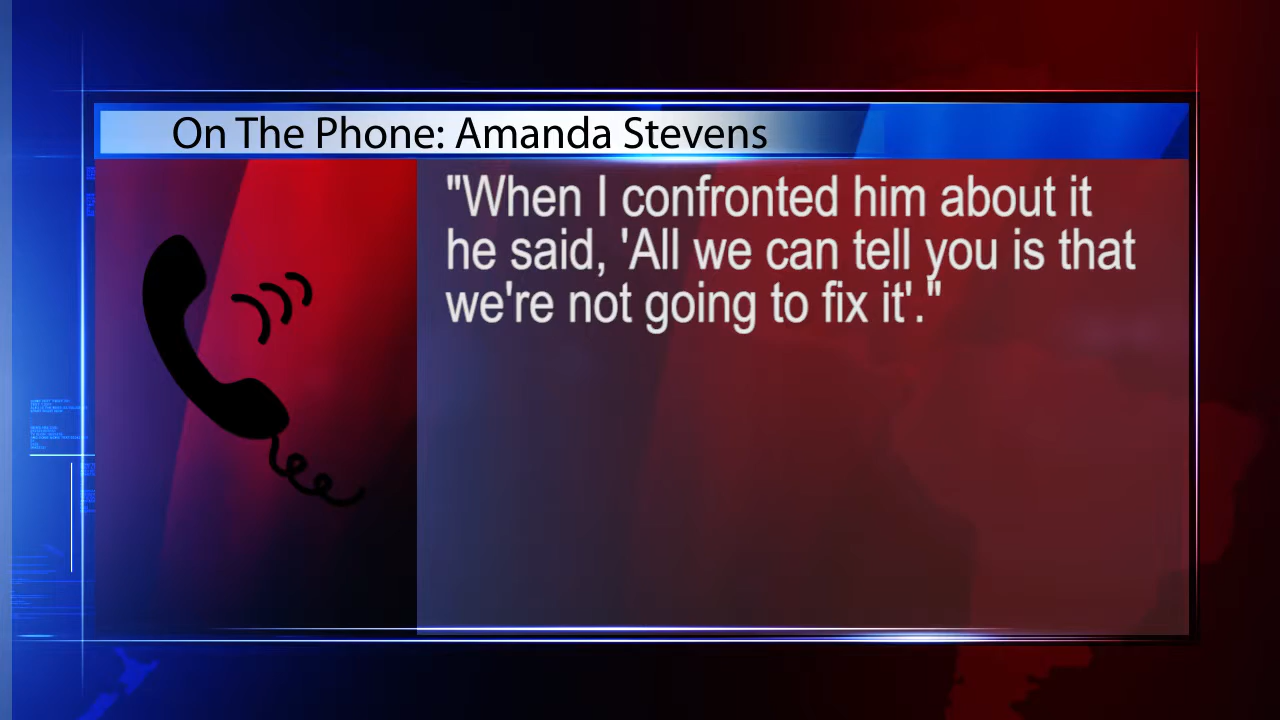 On The Phone: Amanda Stevens
"When I confronted him about it
he said, 'All we can tell you is that
we're not going to fix it'."